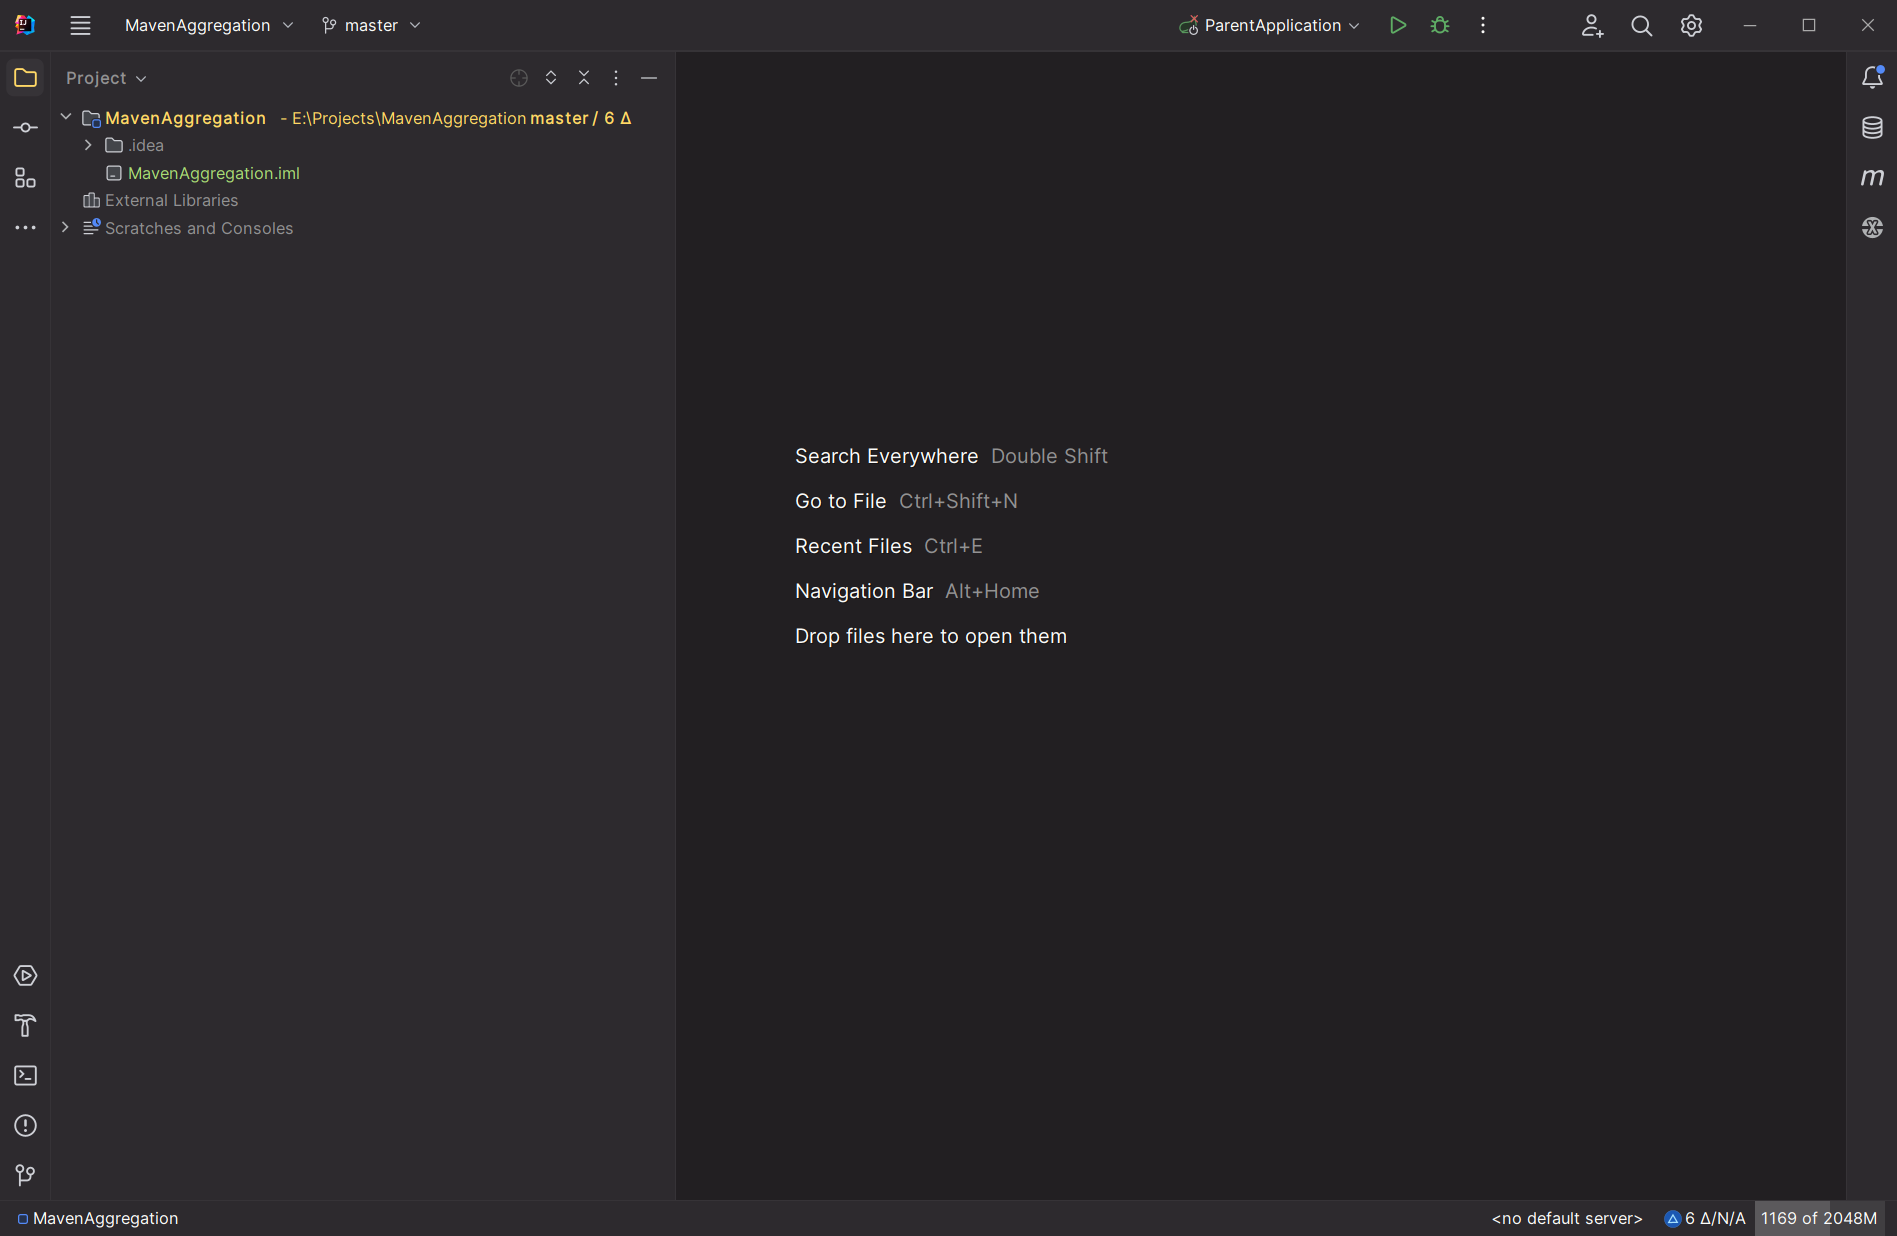 MavenAggregation master ParentApplication
Project
MavenAggregation - E:\Projects\MavenAggregation master / 6 Δ
.idea
MavenAggregation.iml
External Libraries
Scratches and Consoles
Search Everywhere Double Shift
Go to File Ctrl+Shift+N
Recent Files Ctrl+E
Navigation Bar Alt+Home
Drop files here to open them
m
MavenAggregation <no default server> 6 Δ/N/A 1169 of 2048M